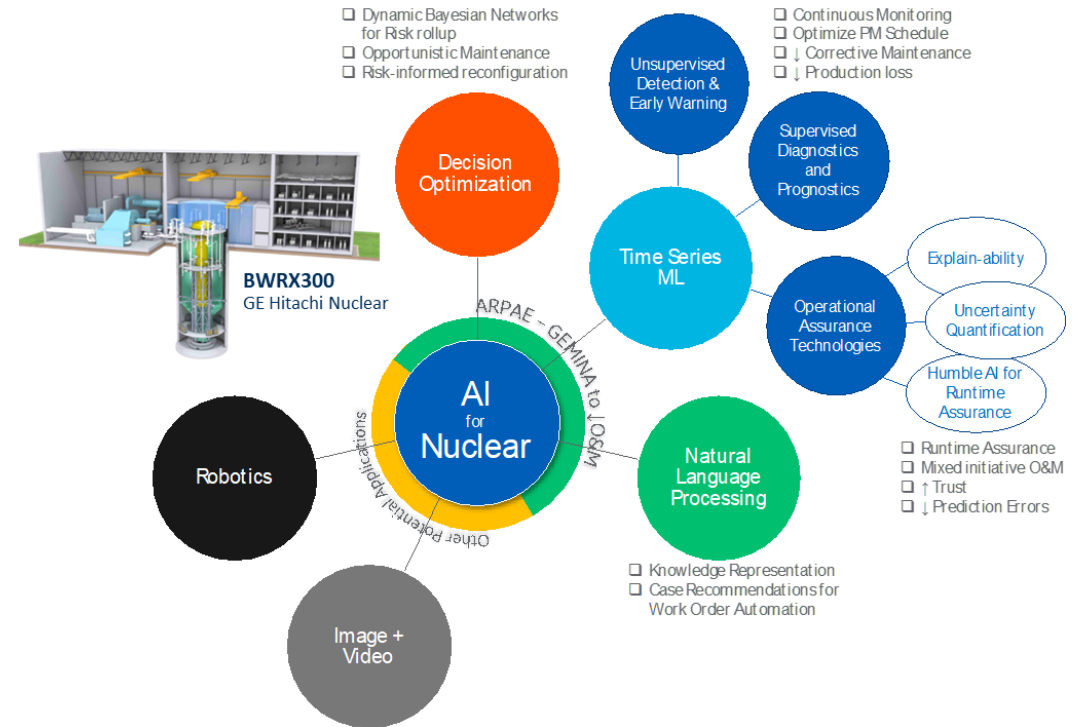 ❑ Dynamic Bayesian Networks
for Risk rollup
❑ Opportunistic Maintenance
❑ Risk-informed reconfiguration
❑ Continuous Monitoring
❑ Optimize PM Schedule
❑ ↓ Corrective Maintenance
❑ ↓ Production loss
Unsupervised
Detection &
Early Warning
Supervised
Diagnostics
and
Prognostics
Decision
Optimization
Time Series
ML
Explain-ability
Uncertainty
Quantification
Operational
Assurance
Technologies
Humble AI for
Runtime
Assurance
BWRX300
GE Hitachi Nuclear
ARPAE – GEMINA to ↓O&M
AI
for
Nuclear
Other Potential Applications
Robotics
Natural
Language
Processing
❑ Runtime Assurance
❑ Mixed initiative O&M
❑ ↑ Trust
❑ ↓ Prediction Errors
❑ Knowledge Representation
❑ Case Recommendations for
Work Order Automation
Image +
Video